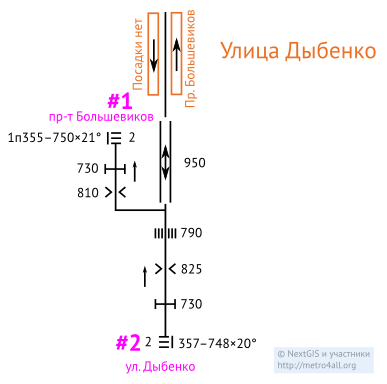 Улица Дыбенко
Посадки нет
Пр. Большевиков
#1
пр-т Большевиков
1п355–750×21°
2
730
810
950
790
825
730
#2
2
357–748×20°
ул. Дыбенко
© NextGIS и участники
http://metro4all.org